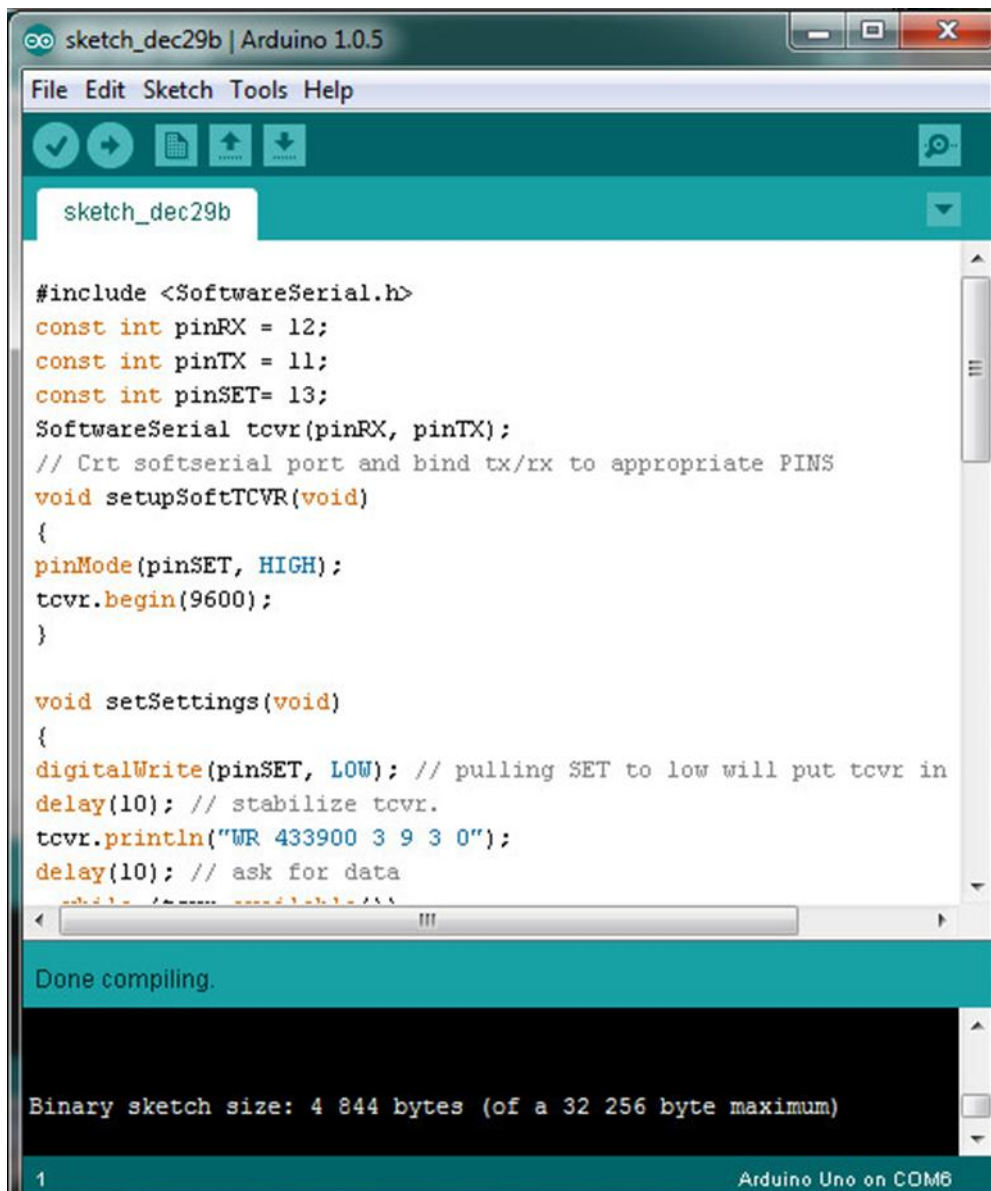 sketch_dec29b | Arduino 1.0.5
File Edit Sketch Tools Help
sketch_dec29b
#include <SoftwareSerial.h>
const int pinRX = 12;
const int pinTX = 11;
const int pinSET= 13;
SoftwareSerial tcvr(pinRX, pinTX);
// Crt softserial port and bind tx/rx to appropriate PINS
void setupSoftTCVR(void)
{
pinMode(pinSET, HIGH);
tcvr.begin(9600);
}
void setSettings(void)
{
digitalWrite(pinSET, LOW); // pulling SET to low will put tcvr in
delay(10); // stabilize tcvr.
tcvr.println("WR 433900 3 9 3 0");
delay(10); // ask for data
Done compiling.
Binary sketch size: 4 844 bytes (of a 32 256 byte maximum)
1 Arduino Uno on COM6